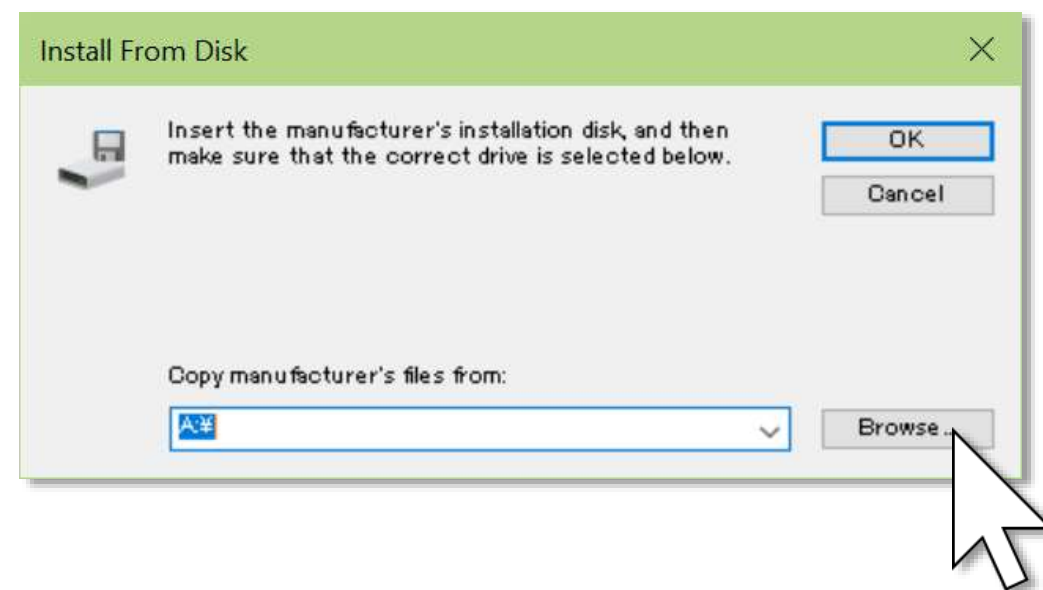 Install From Disk
Insert the manufacturer's installation disk, and then
make sure that the correct drive is selected below.
OK
Cancel
Copy manufacturer's files from:
A:¥
Browse...